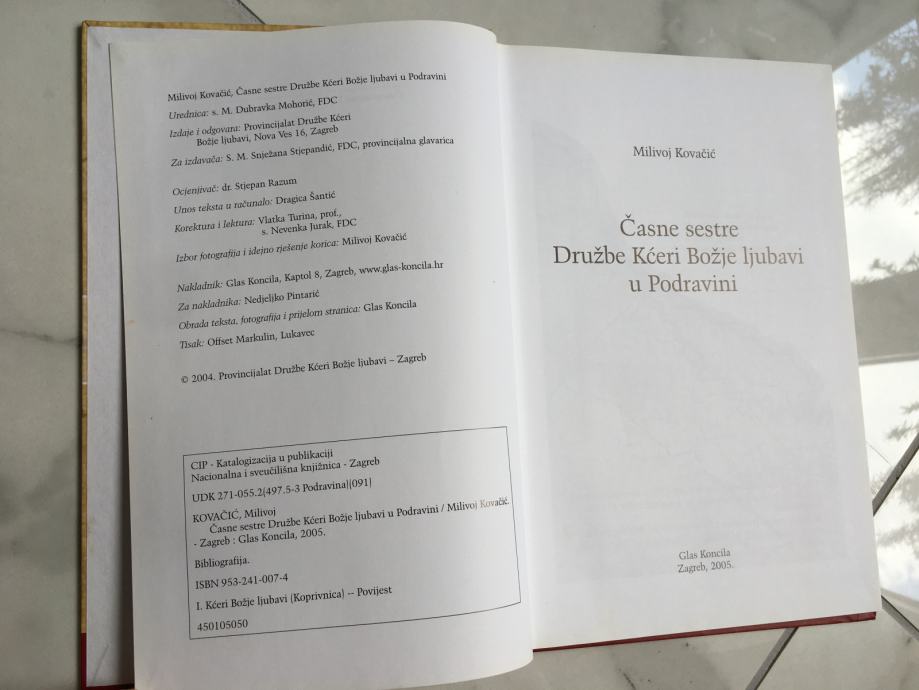 Milivoj Kovačić, Časne sestre Družbe Kćeri Božje ljubavi u Podravini
Urednica: s. M. Dubravka Mohorić, FDC
Izdaje i odgovara: Provincijalat Družbe Kćeri
Božje ljubavi, Nova Ves 16, Zagreb
Za izdavača: S. M. Snježana Stjepandić, FDC, provincijalna glavarica
Ocjenjivač: dr. Stjepan Razum
Unos teksta u računalo: Dragica Šantić
Korektura i lektura: Vlatka Turina, prof.,
s. Nevenka Jurak, FDC
Izbor fotografija i idejno rješenje korica: Milivoj Kovačić
Nakladnik: Glas Koncila, Kaptol 8, Zagreb, www.glas-koncila.hr
Za nakladnika: Nedjeljko Pintarić
Obrada teksta, fotografija i prijelom stranica: Glas Koncila
Tisak: Offset Markulin, Lukavec
© 2004. Provincijalat Družbe Kćeri Božje ljubavi – Zagreb
CIP - Katalogizacija u publikaciji
Nacionalna i sveučilišna knjižnica - Zagreb
UDK 271-055.2(497.5-3 Podravina)(091)
KOVAČIĆ, Milivoj
Časne sestre Družbe Kćeri Božje ljubavi u Podravini / Milivoj Kovačić.
- Zagreb : Glas Koncila, 2005.
Bibliografija.
ISBN 953-241-007-4
I. Kćeri Božje ljubavi (Koprivnica) -- Povijest
450105050
Milivoj Kovačić
Časne sestre
Družbe Kćeri Božje ljubavi
u Podravini
Glas Koncila
Zagreb, 2005.